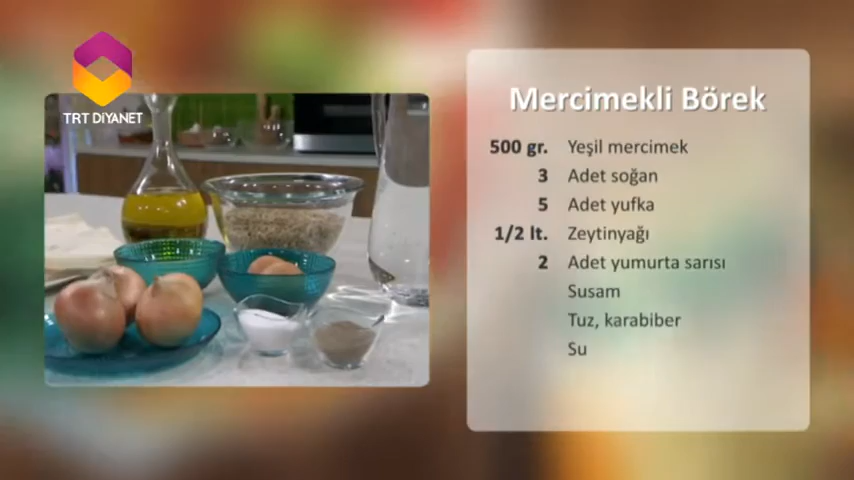 TRT DİYANET
Mercimekli Börek
500 gr. Yeşil mercimek
3 Adet soğan
5 Adet yufka
1/2 lt. Zeytinyağı
2 Adet yumurta sarısı
Susam
Tuz, karabiber
Su